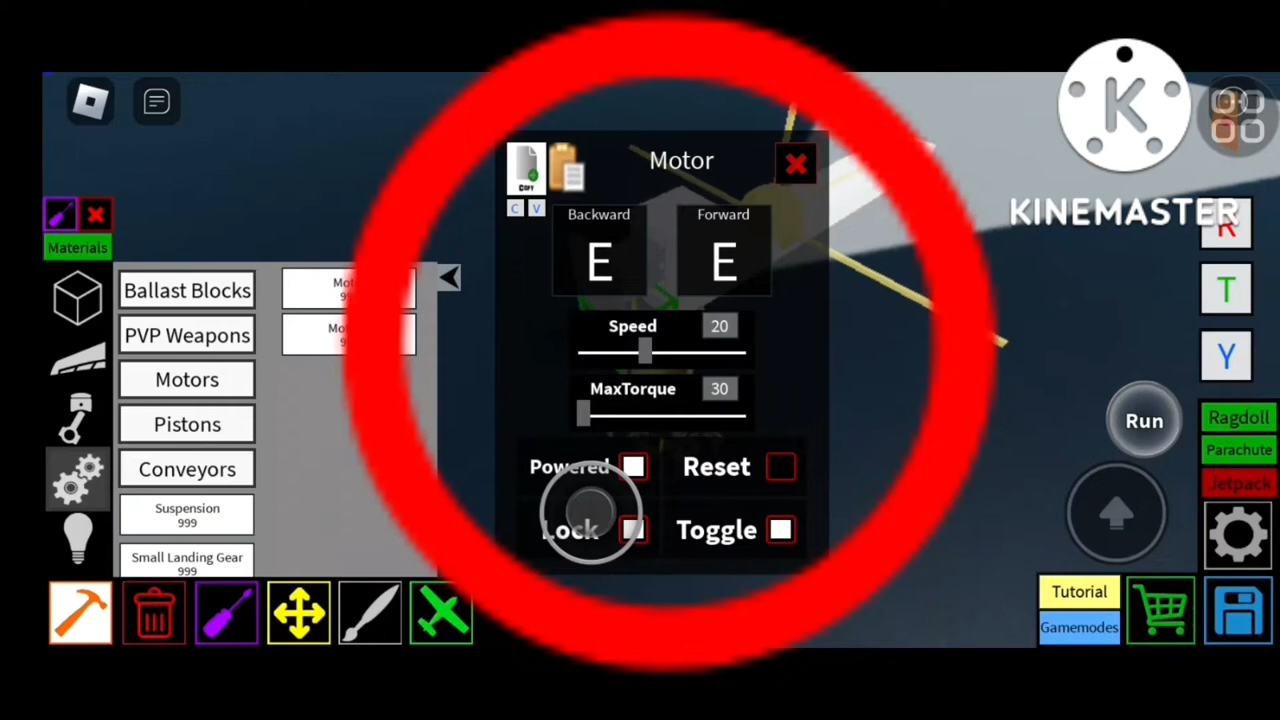 Motor
COPY
C V
Backward Forward
E E
Speed 20
MaxTorque 30
Powered Reset
Lock Toggle
KINEMASTER
Materials
Ballast Blocks
PVP Weapons
Motors
Pistons
Conveyors
Suspension
999
Small Landing Gear
999
R
T
Y
Run
Ragdoll
Parachute
Jetpack
Tutorial
Gamemodes